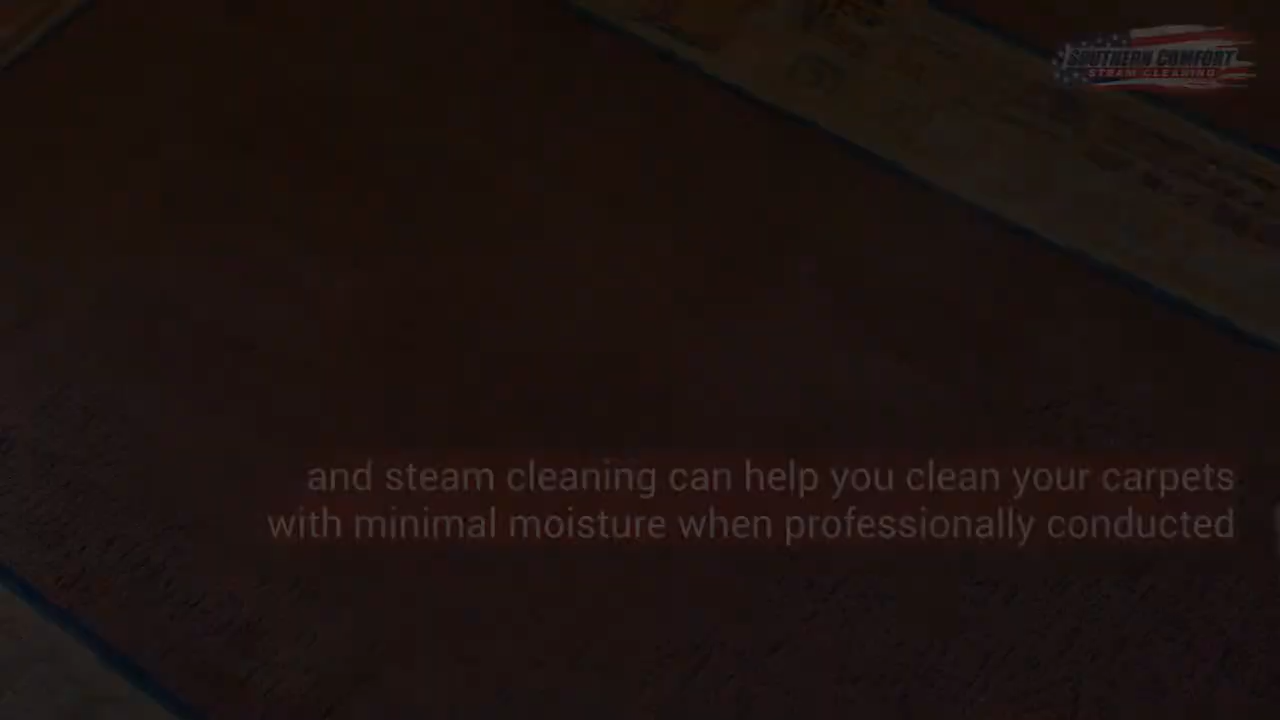 SOUTHERN COMFORT
STEAM CLEANING
and steam cleaning can help you clean your carpets
with minimal moisture when professionally conducted